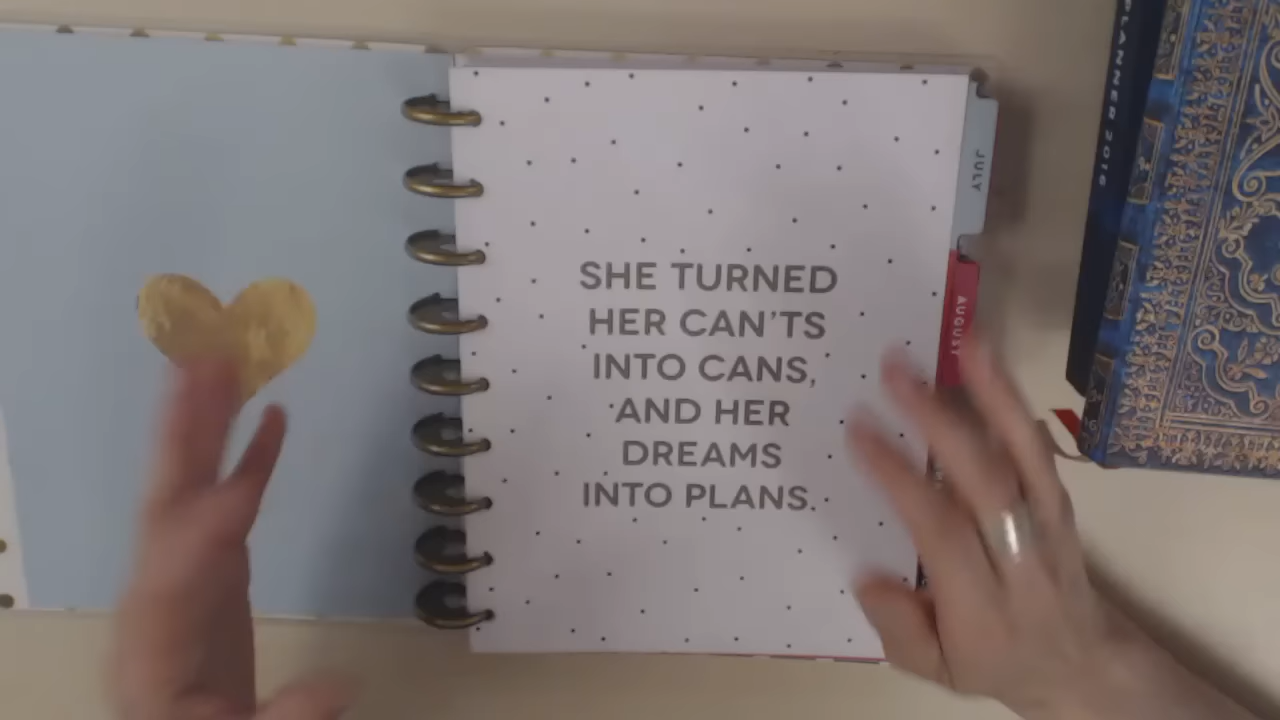 SHE TURNED
HER CAN'TS
INTO CANS,
AND HER
DREAMS
INTO PLANS.
JULY
AUGUST
PLANNER 2016